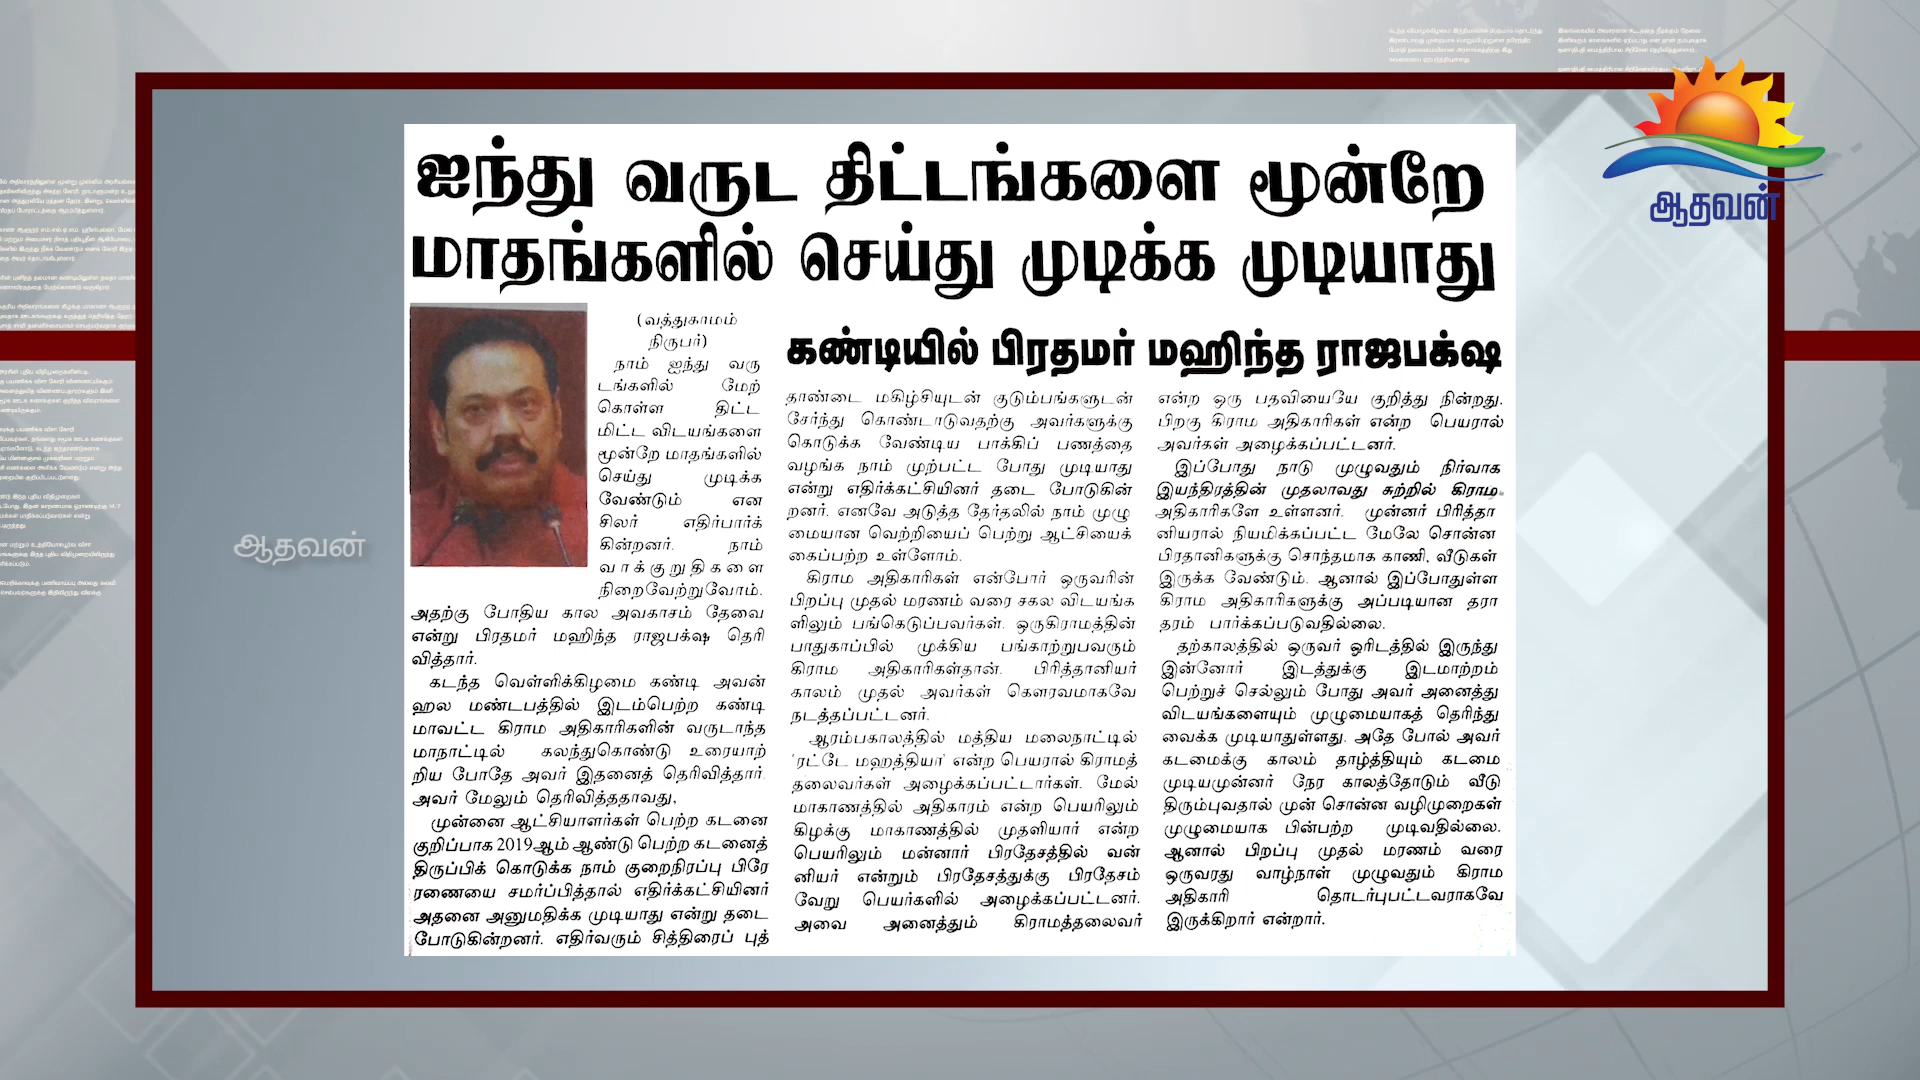 ஆதவன்
ஐந்து வருட திட்டங்களை மூன்றே
மாதங்களில் செய்து முடிக்க முடியாது
கண்டியில் பிரதமர் மஹிந்த ராஜபக்ஷ
(வத்துகாமம்
நிருபர்)
நாம் ஐந்து வரு
டங்களில் மேற்
கொள்ள திட்ட
மிட்ட விடயங்களை
மூன்றே மாதங்களில்
செய்து முடிக்க
வேண்டும் என
சிலர் எதிர்பார்க்
கின்றனர். நாம்
வாக்குறுதிகளை
நிறைவேற்றுவோம்.
அதற்கு போதிய கால அவகாசம் தேவை
என்று பிரதமர் மஹிந்த ராஜபக்ஷ தெரி
வித்தார்.
கடந்த வெள்ளிக்கிழமை கண்டி அவன்
ஹல மண்டபத்தில் இடம்பெற்ற கண்டி
மாவட்ட கிராம அதிகாரிகளின் வருடாந்த
மாநாட்டில் கலந்துகொண்டு உரையாற்
றிய போதே அவர் இதனைத் தெரிவித்தார்.
அவர் மேலும் தெரிவித்ததாவது,
முன்னை ஆட்சியாளர்கள் பெற்ற கடனை
குறிப்பாக 2019ஆம் ஆண்டு பெற்ற கடனைத்
திருப்பிக் கொடுக்க நாம் குறைநிரப்பு பிரே
ரணையை சமர்ப்பித்தால் எதிர்க்கட்சியினர்
அதனை அனுமதிக்க முடியாது என்று தடை
போடுகின்றனர். எதிர்வரும் சித்திரைப் புத்
தாண்டை மகிழ்சியுடன் குடும்பங்களுடன்
சேர்ந்து கொண்டாடுவதற்கு அவர்களுக்கு
கொடுக்க வேண்டிய பாக்கிப் பணத்தை
வழங்க நாம் முற்பட்ட போது முடியாது
என்று எதிர்க்கட்சியினர் தடை போடுகின்
றனர். எனவே அடுத்த தேர்தலில் நாம் முழு
மையான வெற்றியைப் பெற்று ஆட்சியைக்
கைப்பற்ற உள்ளோம்.
கிராம அதிகாரிகள் என்போர் ஒருவரின்
பிறப்பு முதல் மரணம் வரை சகல விடயங்க
ளிலும் பங்கெடுப்பவர்கள். ஒருகிராமத்தின்
பாதுகாப்பில் முக்கிய பங்காற்றுபவரும்
கிராம அதிகாரிகள்தான். பிரித்தானியர்
காலம் முதல் அவர்கள் கௌரவமாகவே
நடத்தப்பட்டனர்.
ஆரம்பகாலத்தில் மத்திய மலைநாட்டில்
'ரட்டே மஹத்தியா' என்ற பெயரால் கிராமத்
தலைவர்கள் அழைக்கப்பட்டார்கள். மேல்
மாகாணத்தில் அதிகாரம் என்ற பெயரிலும்
கிழக்கு மாகாணத்தில் முதளியார் என்ற
பெயரிலும் மன்னார் பிரதேசத்தில் வன்
னியர் என்றும் பிரதேசத்துக்கு பிரதேசம்
வேறு பெயர்களில் அழைக்கப்பட்டனர்.
அவை அனைத்தும் கிராமத்தலைவர்
என்ற ஒரு பதவியையே குறித்து நின்றது.
பிறகு கிராம அதிகாரிகள் என்ற பெயரால்
அவர்கள் அழைக்கப்பட்டனர்.
இப்போது நாடு முழுவதும் நிர்வாக
இயந்திரத்தின் முதலாவது சுற்றில் கிராம
அதிகாரிகளே உள்ளனர். முன்னர் பிரித்தா
னியரால் நியமிக்கப்பட்ட மேலே சொன்ன
பிரதானிகளுக்கு சொந்தமாக காணி, வீடுகள்
இருக்க வேண்டும். ஆனால் இப்போதுள்ள
கிராம அதிகாரிகளுக்கு அப்படியான தரா
தரம் பார்க்கப்படுவதில்லை.
தற்காலத்தில் ஒருவர் ஓரிடத்தில் இருந்து
இன்னோர் இடத்துக்கு இடமாற்றம்
பெற்றுச் செல்லும் போது அவர் அனைத்து
விடயங்களையும் முழுமையாகத் தெரிந்து
வைக்க முடியாதுள்ளது. அதே போல் அவர்
கடமைக்கு காலம் தாழ்த்தியும் கடமை
முடியமுன்னர் நேர காலத்தோடும் வீடு
திரும்புவதால் முன் சொன்ன வழிமுறைகள்
முழுமையாக பின்பற்ற முடிவதில்லை.
ஆனால் பிறப்பு முதல் மரணம் வரை
ஒருவரது வாழ்நாள் முழுவதும் கிராம
அதிகாரி தொடர்புபட்டவராகவே
இருக்கிறார் என்றார்.
ஆதவன்